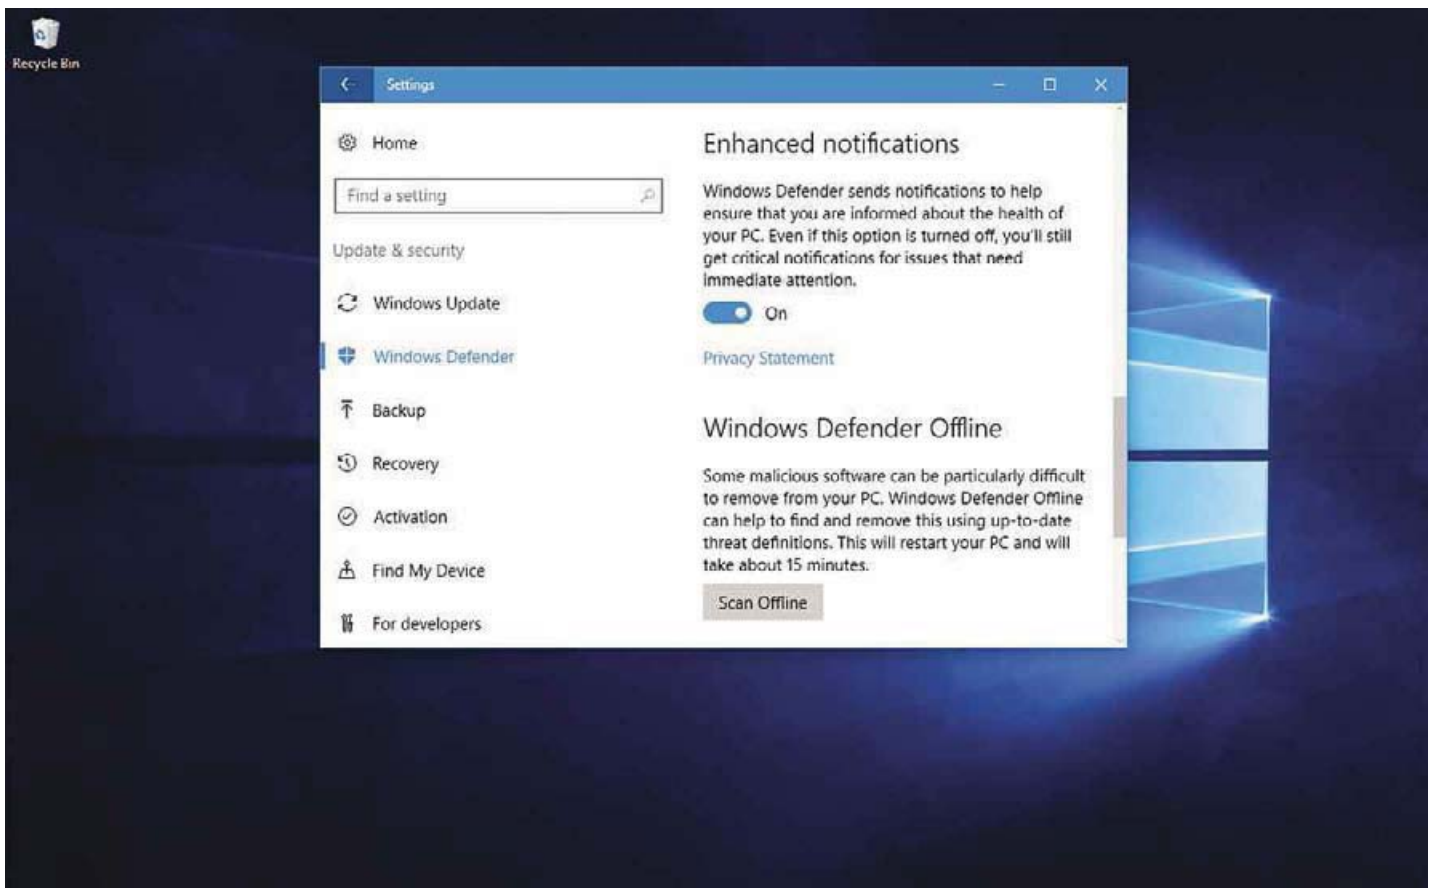 Recycle Bin
Settings
Home
Find a setting
Update & security
Windows Update
Windows Defender
Backup
Recovery
Activation
Find My Device
For developers
Enhanced notifications
Windows Defender sends notifications to help
ensure that you are informed about the health of
your PC. Even if this option is turned off, you'll still
get critical notifications for issues that need
immediate attention.
On
Privacy Statement
Windows Defender Offline
Some malicious software can be particularly difficult
to remove from your PC. Windows Defender Offline
can help to find and remove this using up-to-date
threat definitions. This will restart your PC and will
take about 15 minutes.
Scan Offline